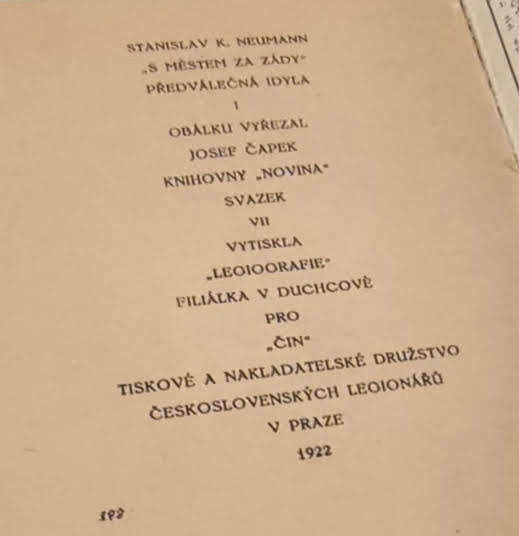 STANISLAV K. NEUMANN
„S MĚSTEM ZA ZÁDY“
PŘEDVÁLEČNÁ IDYLA
I
OBÁLKU VYŘEZAL
JOSEF ČAPEK
KNIHOVNY „NOVINA“
SVAZEK
VII
VYTISKLA
„LEGIOGRAFIE“
FILIÁLKA V DUCHCOVĚ
PRO
„ČIN“
TISKOVÉ A NAKLADATELSKÉ DRUŽSTVO
ČESKOSLOVENSKÝCH LEGIONÁŘŮ
V PRAZE
1922